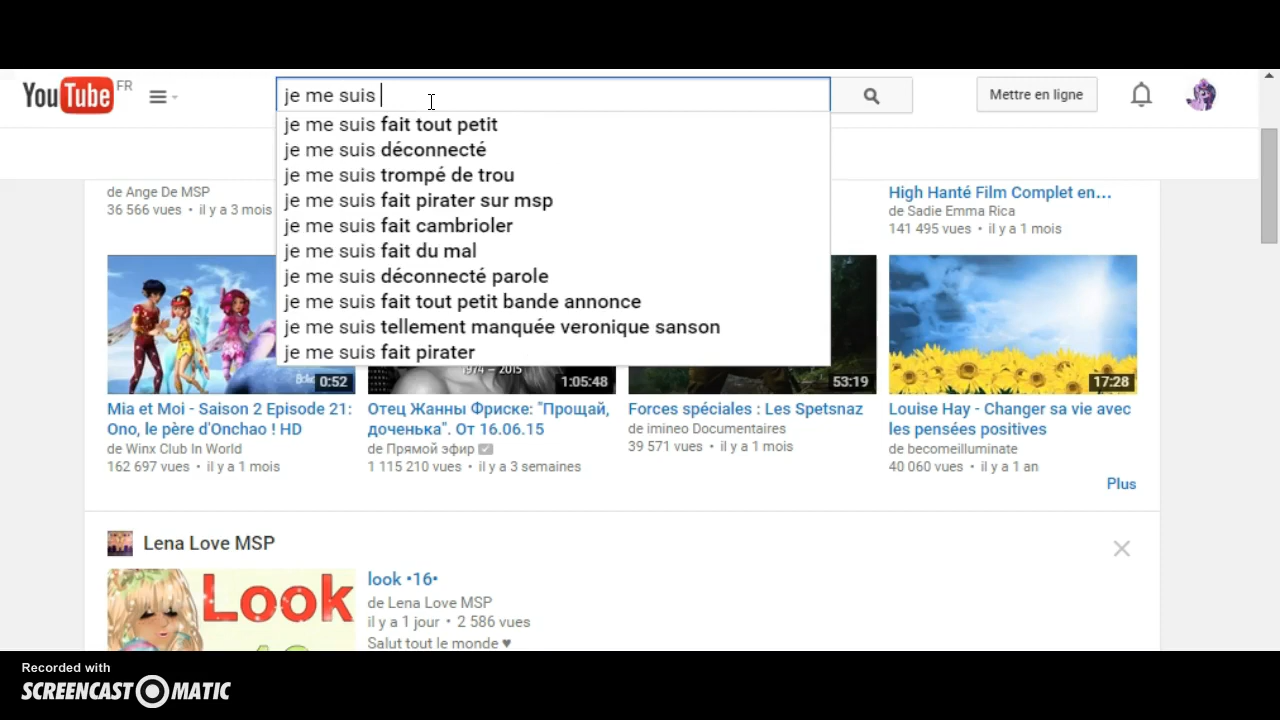 YouTube FR
je me suis
Mettre en ligne
je me suis fait tout petit
je me suis déconnecté
je me suis trompé de trou
je me suis fait pirater sur msp
je me suis fait cambrioler
je me suis fait du mal
je me suis déconnecté parole
je me suis fait tout petit bande annonce
je me suis tellement manquée veronique sanson
je me suis fait pirater
de Ange De MSP
36 566 vues • il y a 3 mois
High Hanté Film Complet en...
de Sadie Emma Rica
141 495 vues • il y a 1 mois
0:52
Mia et Moi - Saison 2 Episode 21:
Ono, le père d'Onchao ! HD
de Winx Club In World
162 697 vues • il y a 1 mois
1974 – 2015
1:05:48
Отец Жанны Фриске: "Прощай,
доченька". От 16.06.15
de Прямой эфир
1 115 210 vues • il y a 3 semaines
53:19
Forces spéciales : Les Spetsnaz
de imineo Documentaires
39 571 vues • il y a 1 mois
17:28
Louise Hay - Changer sa vie avec
les pensées positives
de becomeilluminate
40 060 vues • il y a 1 an
Plus
Lena Love MSP
Look
look •16•
de Lena Love MSP
il y a 1 jour • 2 586 vues
Salut tout le monde ♥
Recorded with
SCREENCAST-O-MATIC